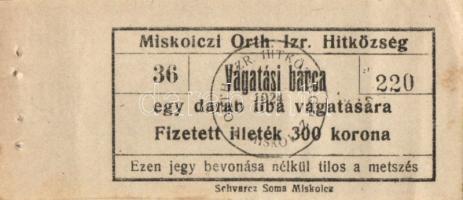 Miskolczi Orth. Izr. Hitközség
36 Vágatási bárca 220
1924
egy darab liba vágatására
Fizetett illeték 300 korona
Ezen jegy bevonása nélkül tilos a metszés
Schvarcz Soma Miskolcz